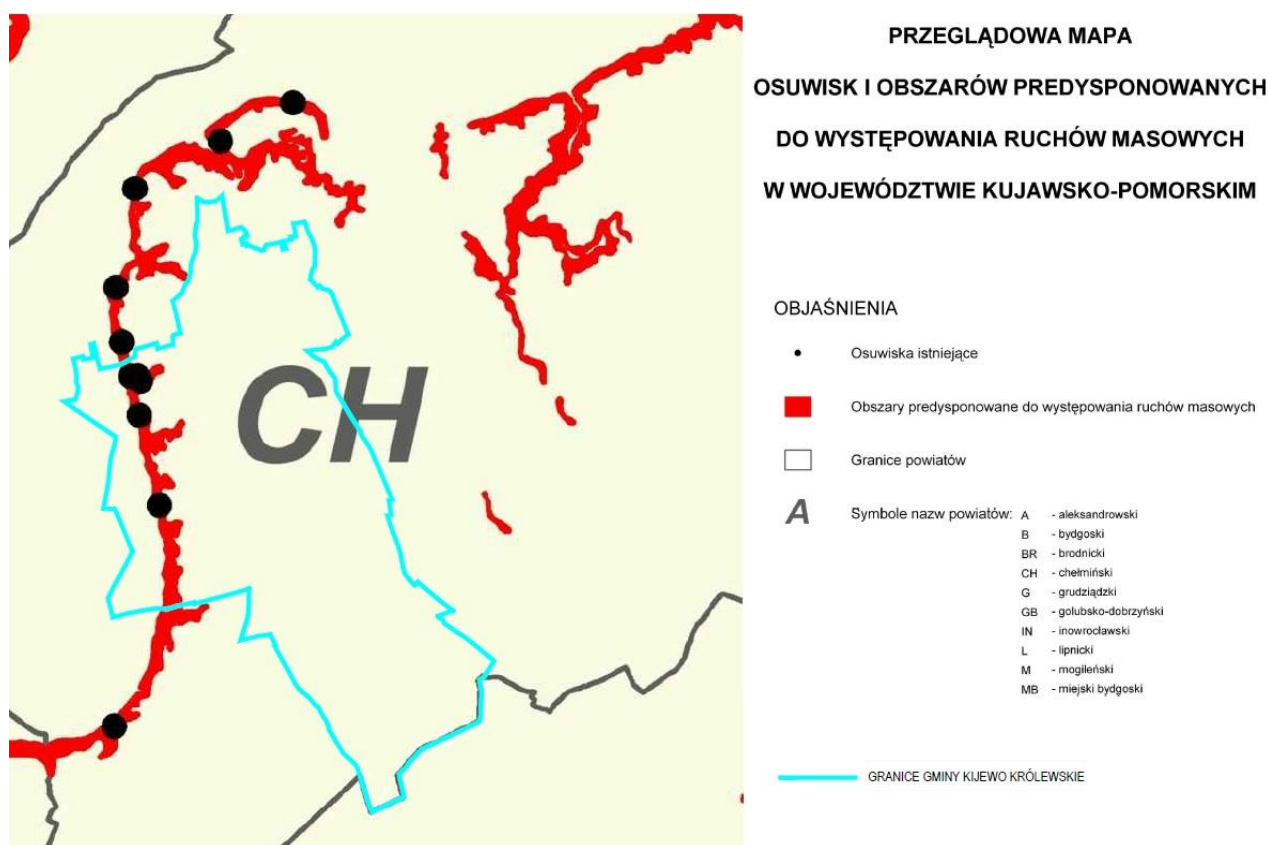 PRZEGLĄDOWA MAPA
OSUWISK I OBSZARÓW PREDYSPONOWANYCH
DO WYSTĘPOWANIA RUCHÓW MASOWYCH
W WOJEWÓDZTWIE KUJAWSKO-POMORSKIM
CH
OBJAŚNIENIA
Osuwiska istniejące
Obszary predysponowane do występowania ruchów masowych
Granice powiatów
A Symbole nazw powiatów: A - aleksandrowski
B - bydgoski
BR - brodnicki
CH - chełmiński
G - grudziądzki
GB - golubsko-dobrzyński
IN - inowrocławski
L - lipnicki
M - mogileński
MB - miejski bydgoski
GRANICE GMINY KIJEWO KRÓLEWSKIE